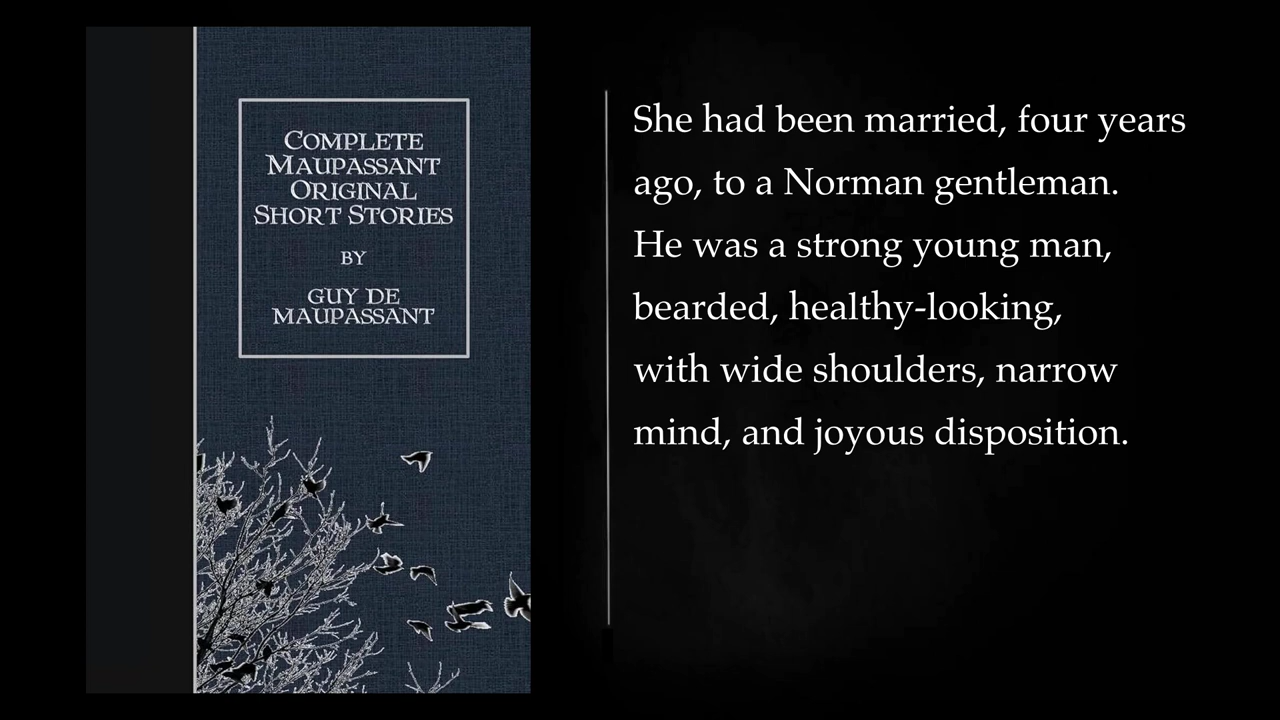 COMPLETE
MAUPASSANT
ORIGINAL
SHORT STORIES
BY
GUY DE
MAUPASSANT
She had been married, four years
ago, to a Norman gentleman.
He was a strong young man,
bearded, healthy-looking,
with wide shoulders, narrow
mind, and joyous disposition.